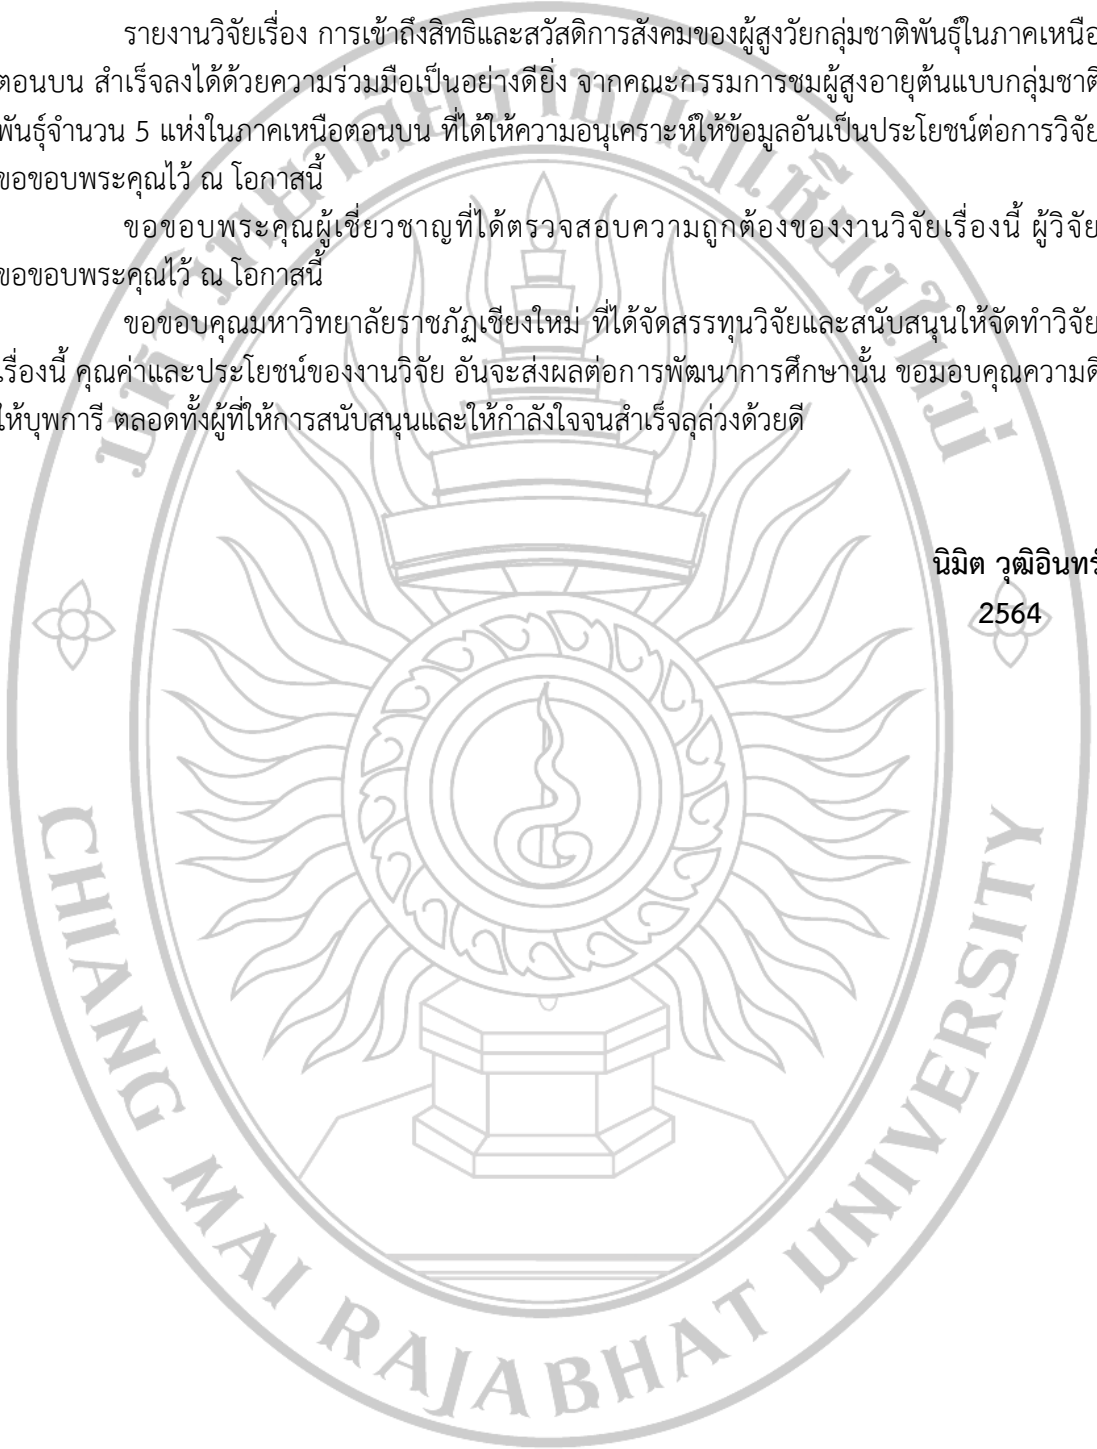 รายงานวิจัยเรื่อง การเข้าถึงสิทธิและสวัสดิการสังคมของผู้สูงวัยกลุ่มชาติพันธุ์ในภาคเหนือ
ตอนบน สำเร็จลงได้ด้วยความร่วมมือเป็นอย่างดียิ่ง จากคณะกรรมการชมผู้สูงอายุต้นแบบกลุ่มชาติ
พันธุ์จำนวน 5 แห่งในภาคเหนือตอนบน ที่ได้ให้ความอนุเคราะห์ให้ข้อมูลอันเป็นประโยชน์ต่อการวิจัย
ขอขอบพระคุณไว้ ณ โอกาสนี้
ขอขอบพระคุณผู้เชี่ยวชาญที่ได้ตรวจสอบความถูกต้องของงานวิจัยเรื่องนี้ ผู้วิจัย
ขอขอบพระคุณไว้ ณ โอกาสนี้
ขอขอบคุณมหาวิทยาลัยราชภัฏเชียงใหม่ ที่ได้จัดสรรทุนวิจัยและสนับสนุนให้จัดทำวิจัย
เรื่องนี้ คุณค่าและประโยชน์ของงานวิจัย อันจะส่งผลต่อการพัฒนาการศึกษานั้น ขอมอบคุณความดี
ให้บุพการี ตลอดทั้งผู้ที่ให้การสนับสนุนและให้กำลังใจจนสำเร็จลุล่วงด้วยดี
นิมิต วุฒิอินทร์
2564
มหาวิทยาลัยราชภัฏเชียงใหม่
CHIANG MAI RAJABHAT UNIVERSITY